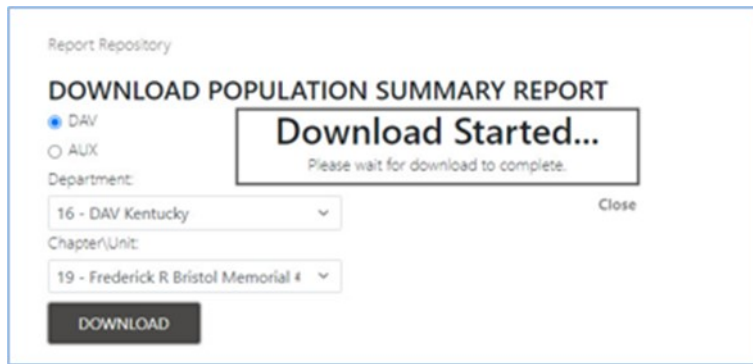 Report Repository
DOWNLOAD POPULATION SUMMARY REPORT
DAV
Download Started...
AUX
Please wait for download to complete.
Department:
16 - DAV Kentucky
Close
Chapter\Unit:
19 - Frederick R Bristol Memorial
DOWNLOAD